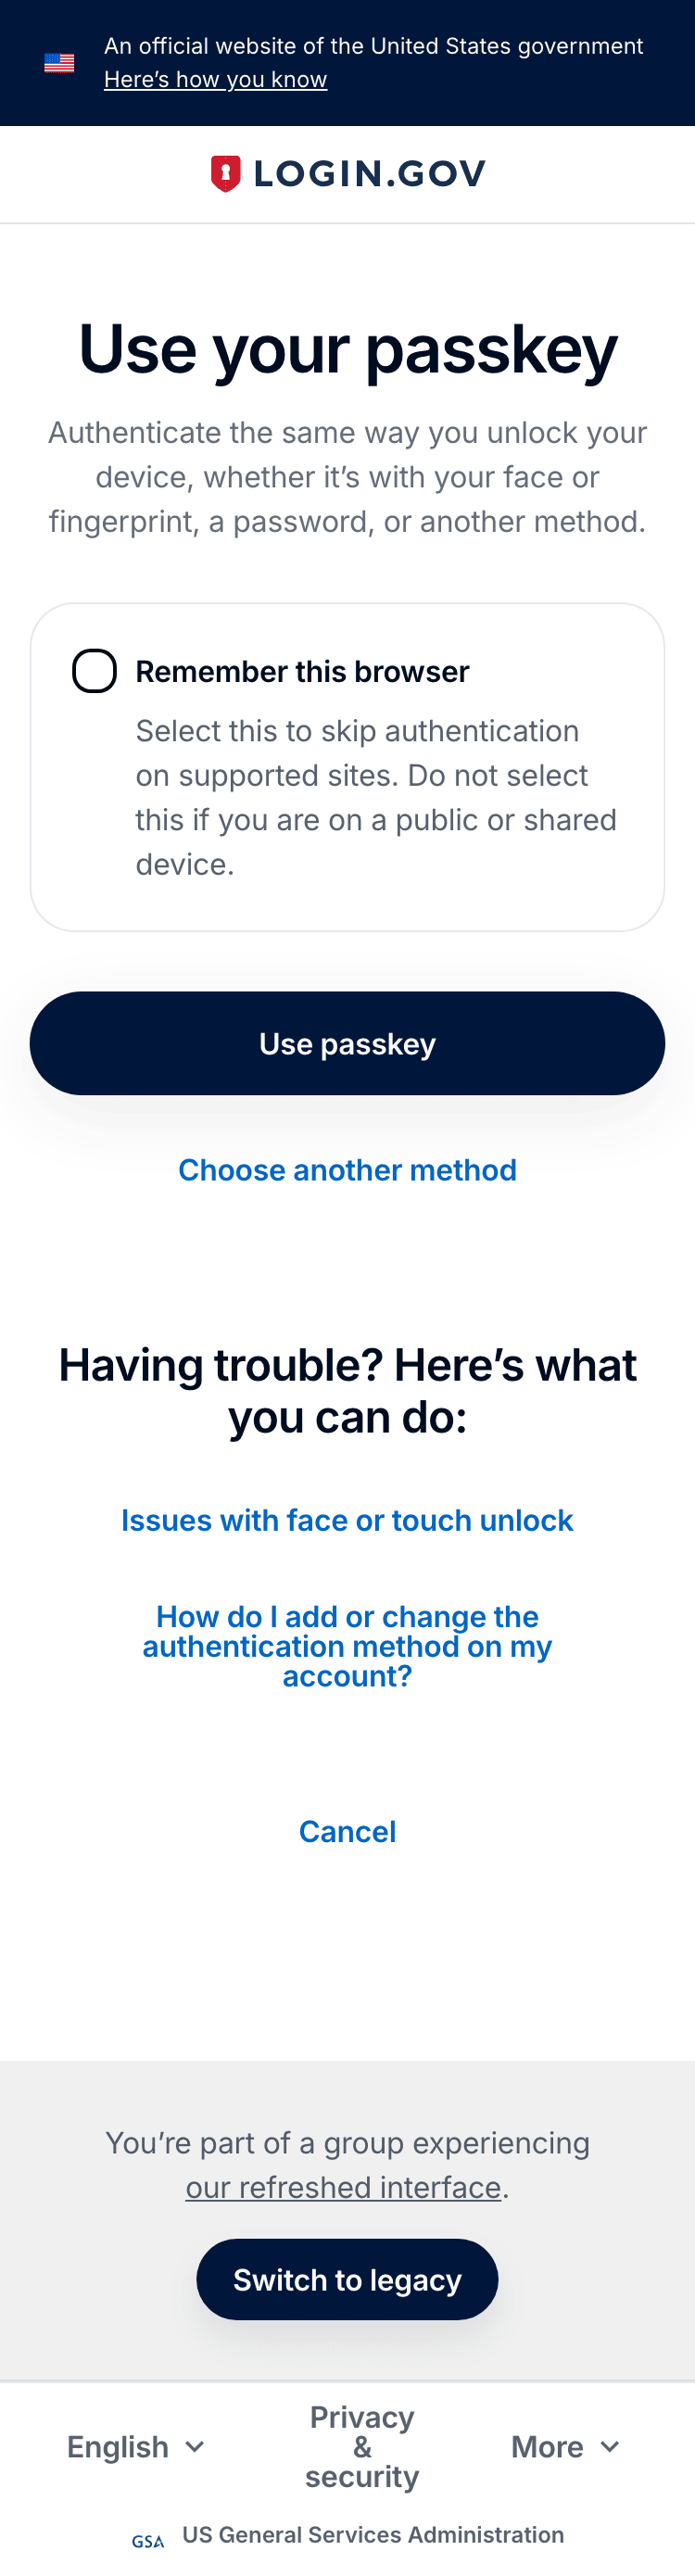 An official website of the United States government
Here’s how you know
LOGIN.GOV
Use your passkey
Authenticate the same way you unlock your
device, whether it’s with your face or
fingerprint, a password, or another method.
Remember this browser
Select this to skip authentication
on supported sites. Do not select
this if you are on a public or shared
device.
Use passkey
Choose another method
Having trouble? Here’s what
you can do:
Issues with face or touch unlock
How do I add or change the
authentication method on my
account?
Cancel
You’re part of a group experiencing
our refreshed interface.
Switch to legacy
English
Privacy
&
security
More
GSA US General Services Administration